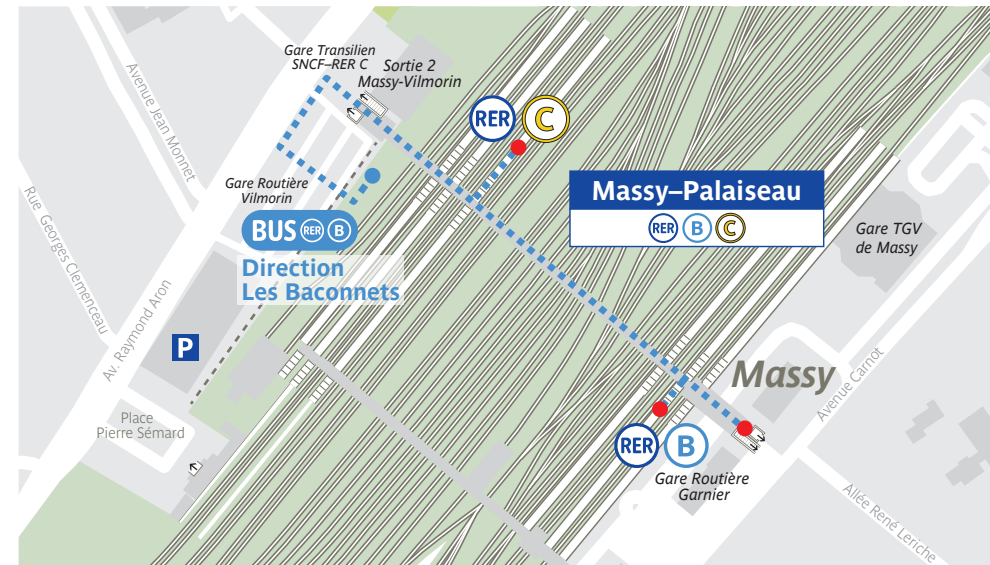 Gare Transilien
SNCF–RER C
Sortie 2
Massy-Vilmorin
Avenue Jean Monnet
RER C
Massy–Palaiseau
RER B C
Gare Routière
Vilmorin
BUS RER B
Direction
Les Baconnets
Gare TGV
de Massy
Rue Georges Clemenceau
Av. Raymond Aron
P
Massy
Avenue Carnot
Place
Pierre Sémard
RER B
Gare Routière
Garnier
Allée René Leriche